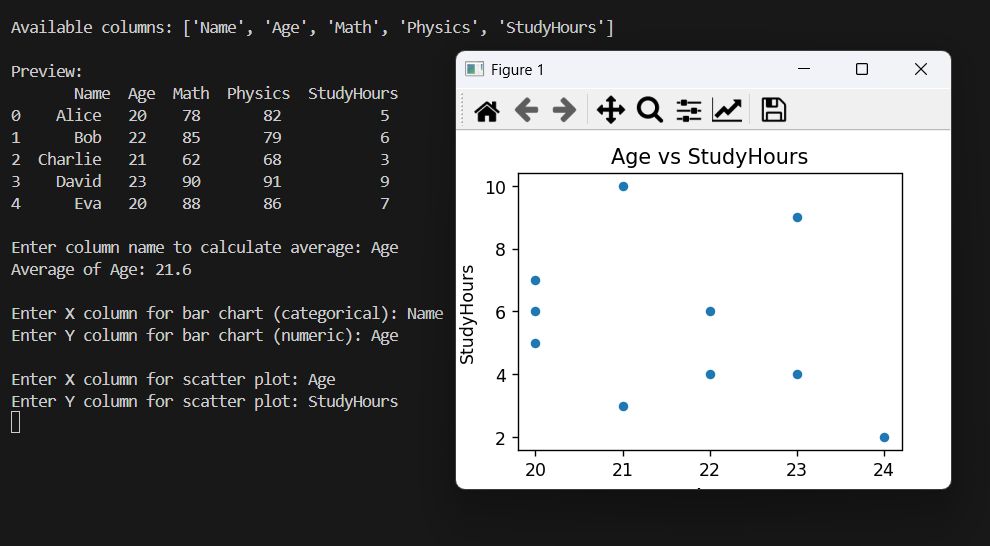 Available columns: ['Name', 'Age', 'Math', 'Physics', 'StudyHours']
Preview:
Name Age Math Physics StudyHours
0 Alice 20 78 82 5
1 Bob 22 85 79 6
2 Charlie 21 62 68 3
3 David 23 90 91 9
4 Eva 20 88 86 7
Enter column name to calculate average: Age
Average of Age: 21.6
Enter X column for bar chart (categorical): Name
Enter Y column for bar chart (numeric): Age
Enter X column for scatter plot: Age
Enter Y column for scatter plot: StudyHours
Figure 1
Age vs StudyHours
StudyHours
10
8
6
4
2
20 21 22 23 24